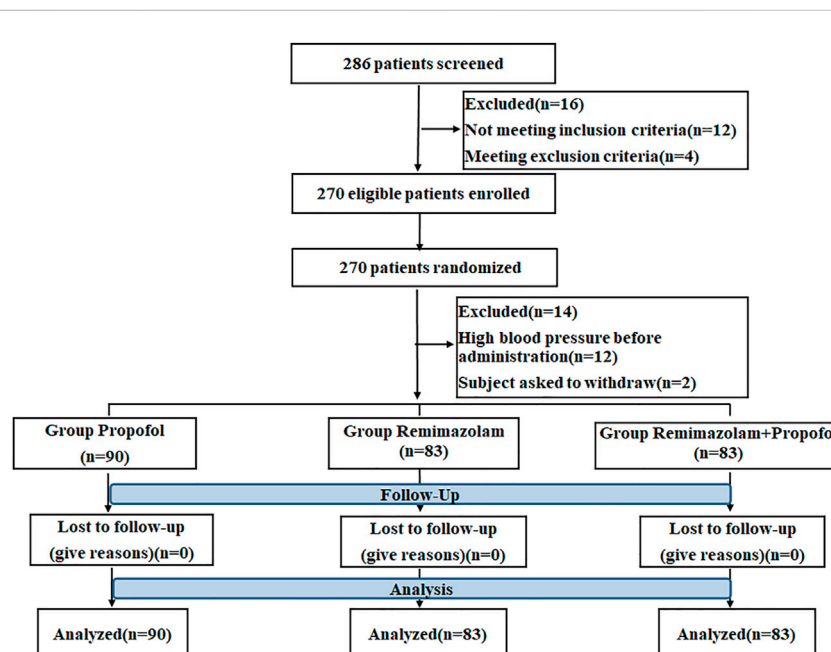 286 patients screened
Excluded(n=16)
Not meeting inclusion criteria(n=12)
Meeting exclusion criteria(n=4)
270 eligible patients enrolled
270 patients randomized
Excluded(n=14)
High blood pressure before
administration(n=12)
Subject asked to withdraw(n=2)
Group Propofol
(n=90)
Group Remimazolam
(n=83)
Group Remimazolam+Propofo
(n=83)
Follow-Up
Lost to follow-up
(give reasons)(n=0)
Lost to follow-up
(give reasons)(n=0)
Lost to follow-up
(give reasons)(n=0)
Analysis
Analyzed(n=90)
Analyzed(n=83)
Analyzed(n=83)